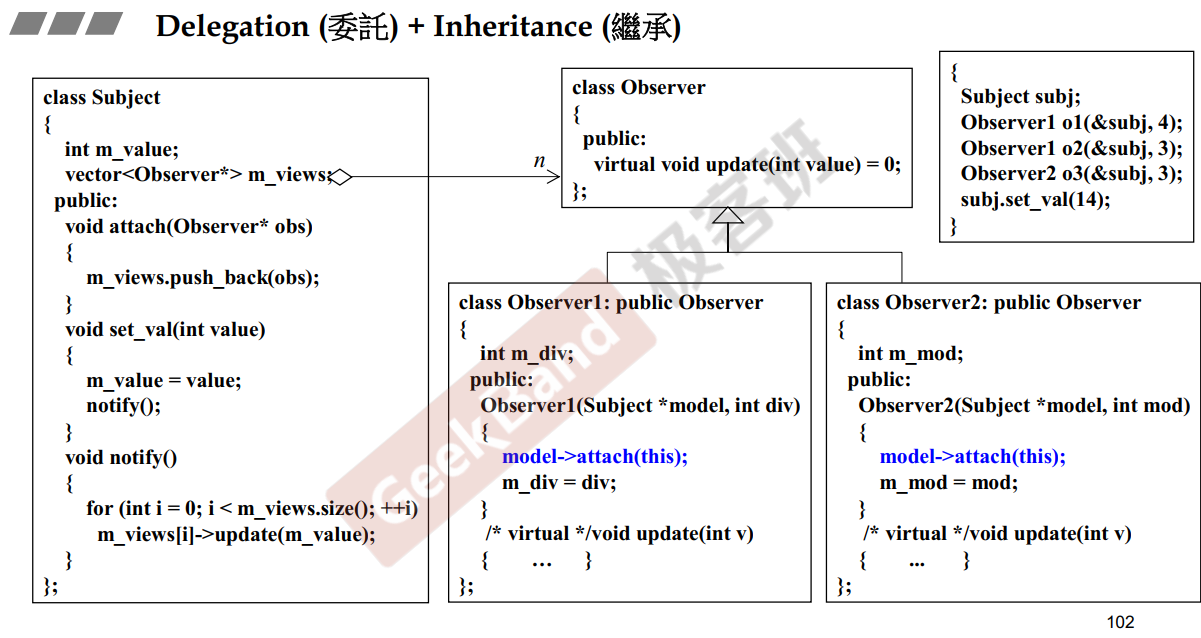 Delegation (委託) + Inheritance (繼承)
class Subject
{
int m_value;
vector<Observer*> m_views;
public:
void attach(Observer* obs)
{
m_views.push_back(obs);
}
void set_val(int value)
{
m_value = value;
notify();
}
void notify()
{
for (int i = 0; i < m_views.size(); ++i)
m_views[i]->update(m_value);
}
};
n
class Observer
{
public:
virtual void update(int value) = 0;
};
{
Subject subj;
Observer1 o1(&subj, 4);
Observer1 o2(&subj, 3);
Observer2 o3(&subj, 3);
subj.set_val(14);
}
class Observer1: public Observer
{
int m_div;
public:
Observer1(Subject *model, int div)
{
model->attach(this);
m_div = div;
}
/* virtual */void update(int v)
{ … }
};
class Observer2: public Observer
{
int m_mod;
public:
Observer2(Subject *model, int mod)
{
model->attach(this);
m_mod = mod;
}
/* virtual */void update(int v)
{ ... }
};
GeekBand 极客班
102